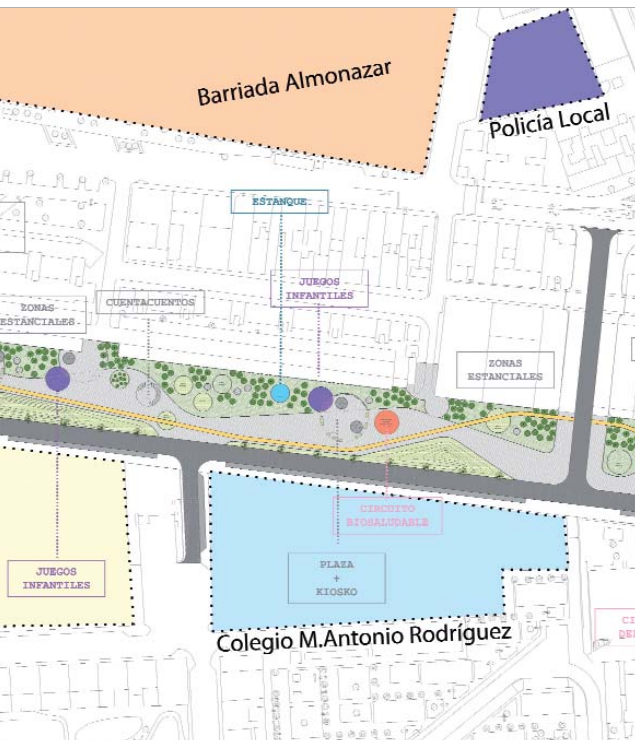 Barriada Almonazar
Policía Local
ESTANQUE
JUEGOS
INFANTILES
CUENTACUENTOS
ZONAS
ESTANCIALES
ZONAS
ESTANCIALES
CIRCUITO
BIOSALUDABLE
PLAZA
+
KIOSKO
JUEGOS
INFANTILES
Colegio M.Antonio Rodríguez